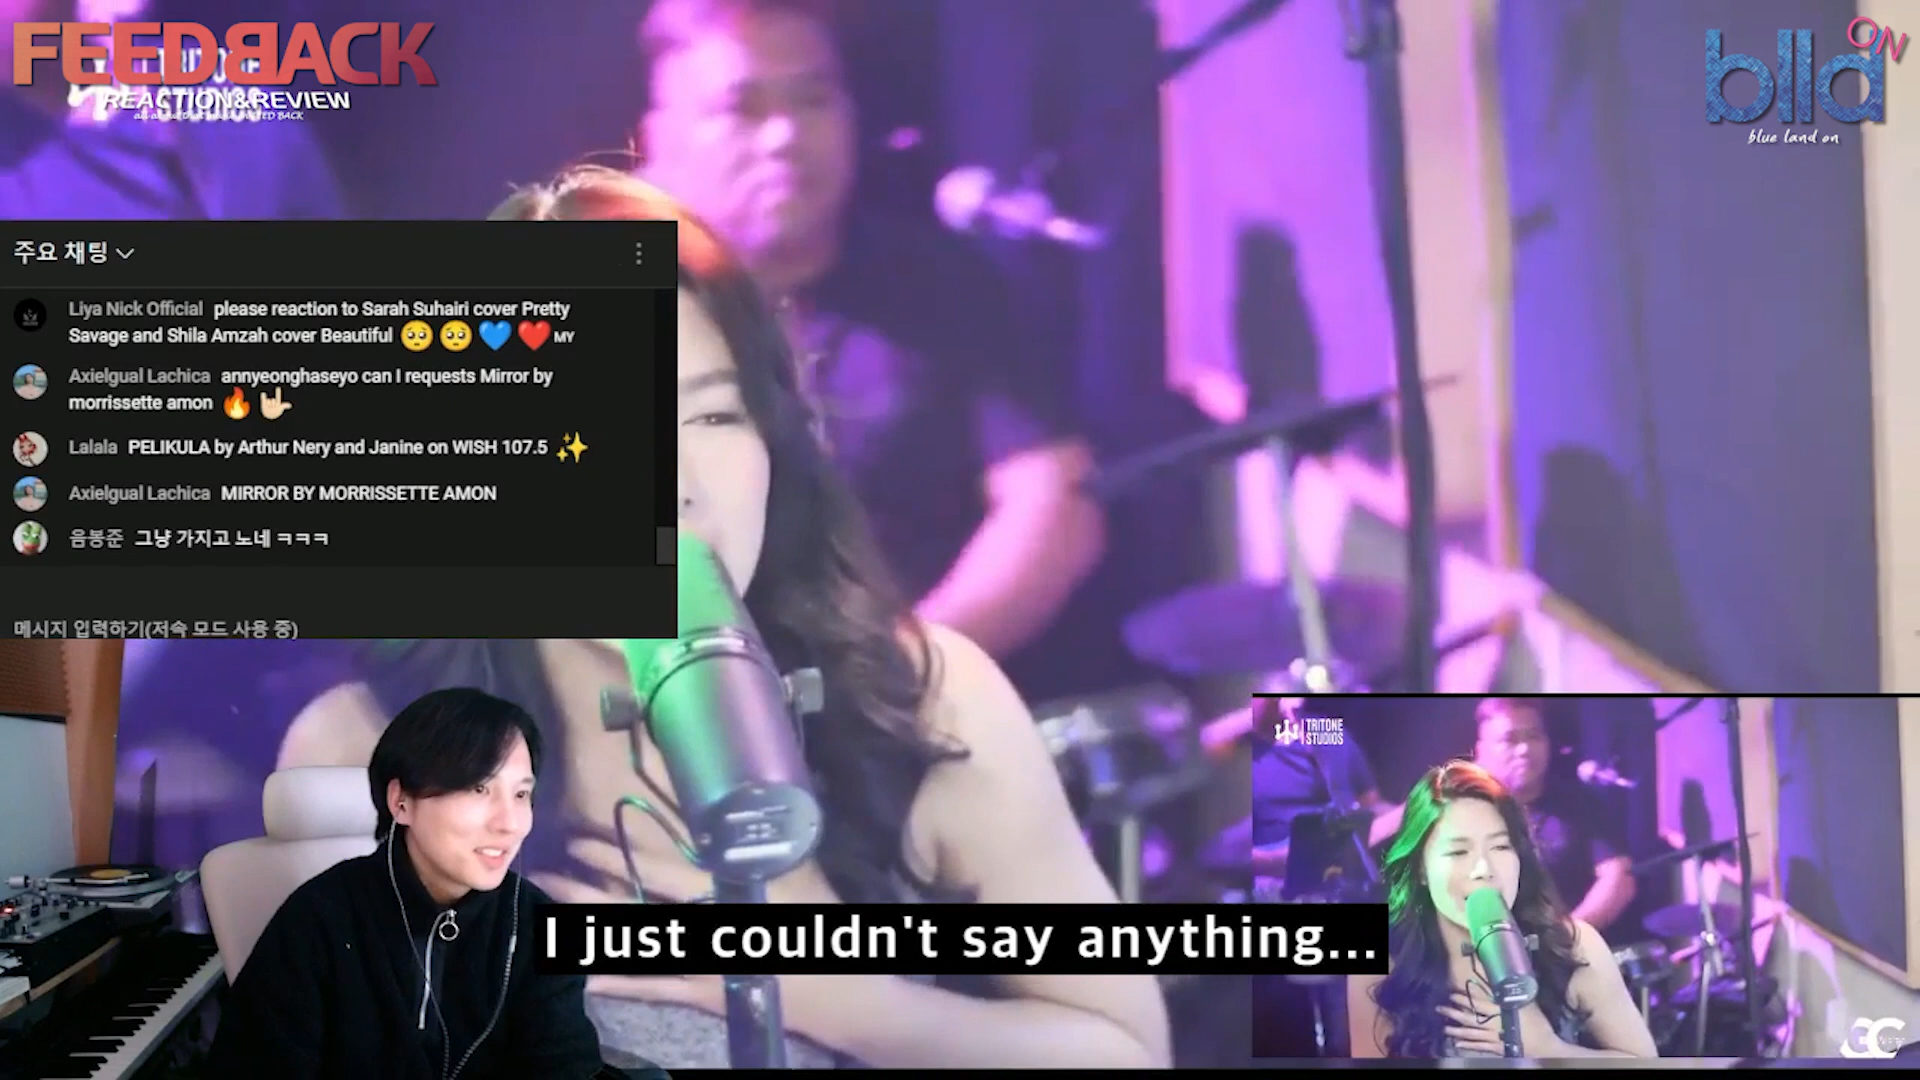 FEEDBACK
REACTION&REVIEW
ON
blla
blue land on
주요 채팅
Liya Nick Official please reaction to Sarah Suhairi cover Pretty
Savage and Shila Amzah cover Beautiful 🥺🥺💙❤️ MY
Axielgual Lachica annyeonghaseyo can I requests Mirror by
morrissette amon 🔥🤟🏻
Lalala PELIKULA by Arthur Nery and Janine on WISH 107.5 ✨
Axielgual Lachica MIRROR BY MORRISSETTE AMON
음봉준 그냥 가지고 노네 ㅋㅋㅋ
메시지 입력하기(저속 모드 사용 중)
TRITONE
STUDIOS
I just couldn't say anything...
GC